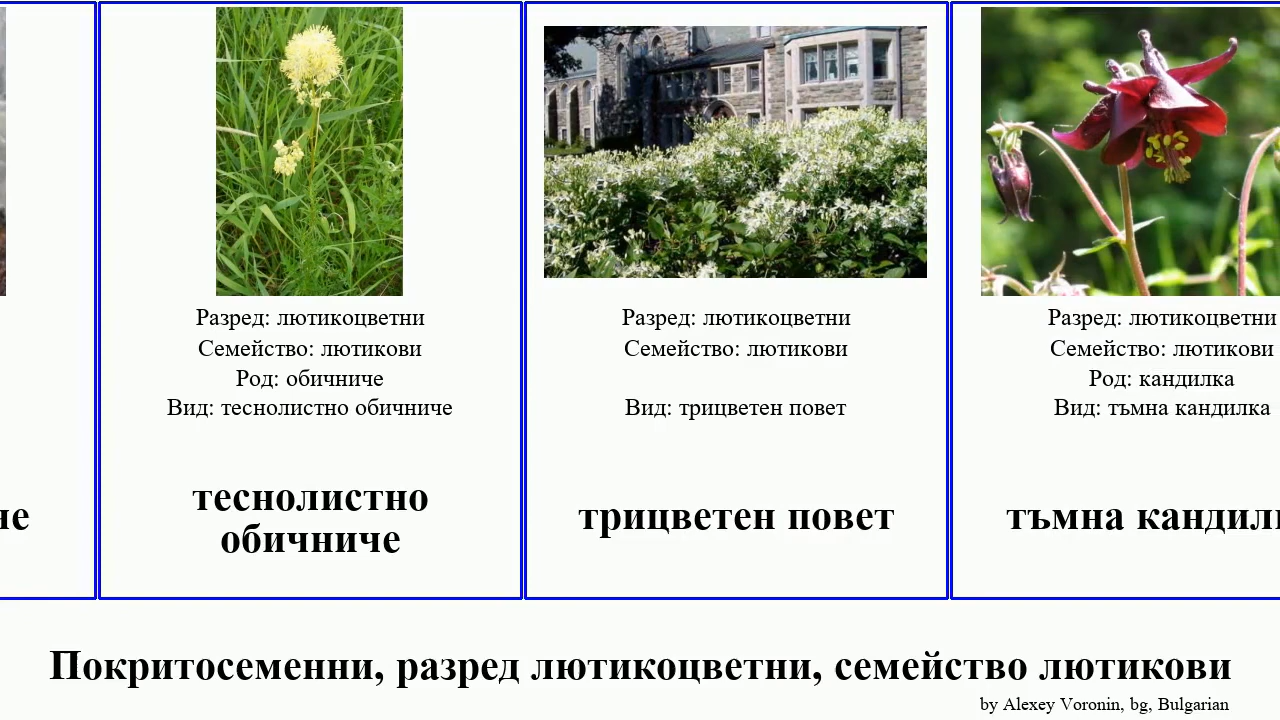 Разред: лютикоцветни
Семейство: лютикови
Род: обичниче
Вид: теснолистно обичниче
теснолистно
обичниче
Разред: лютикоцветни
Семейство: лютикови
Вид: трицветен повет
трицветен повет
Разред: лютикоцветни
Семейство: лютикови
Род: кандилка
Вид: тъмна кандилка
тъмна
Покритосеменни, разред лютикоцветни, семейство лютикови
by Alexey Voronin, bg, Bulgarian